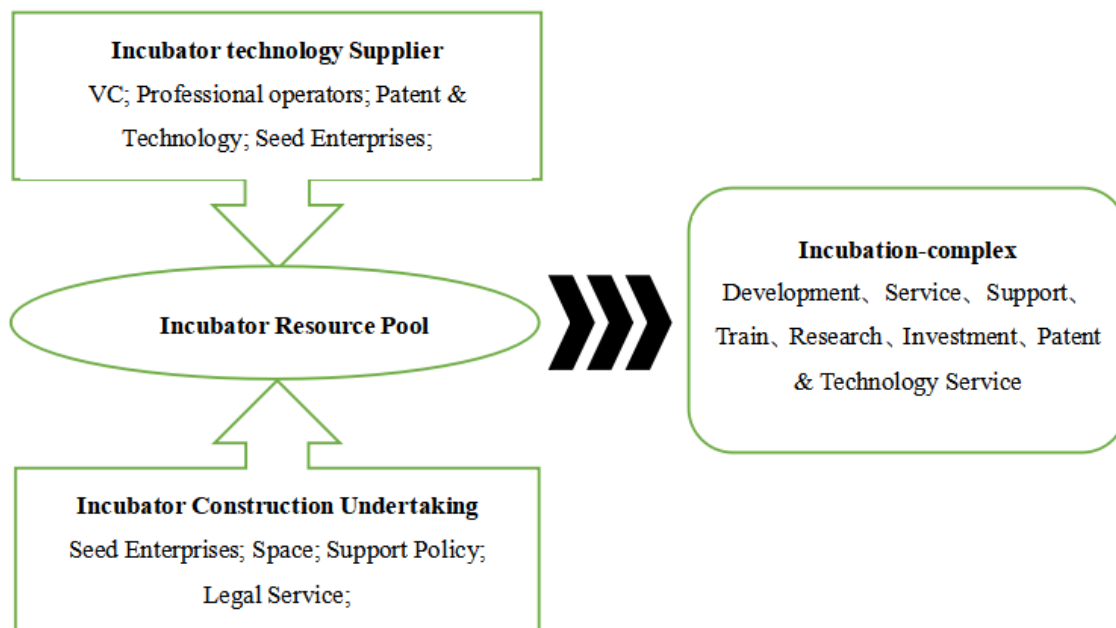 Incubator technology Supplier
VC; Professional operators; Patent &
Technology; Seed Enterprises;
Incubator Resource Pool
Incubation-complex
Development、Service、Support、
Train、Research、Investment、Patent
& Technology Service
Incubator Construction Undertaking
Seed Enterprises; Space; Support Policy;
Legal Service;